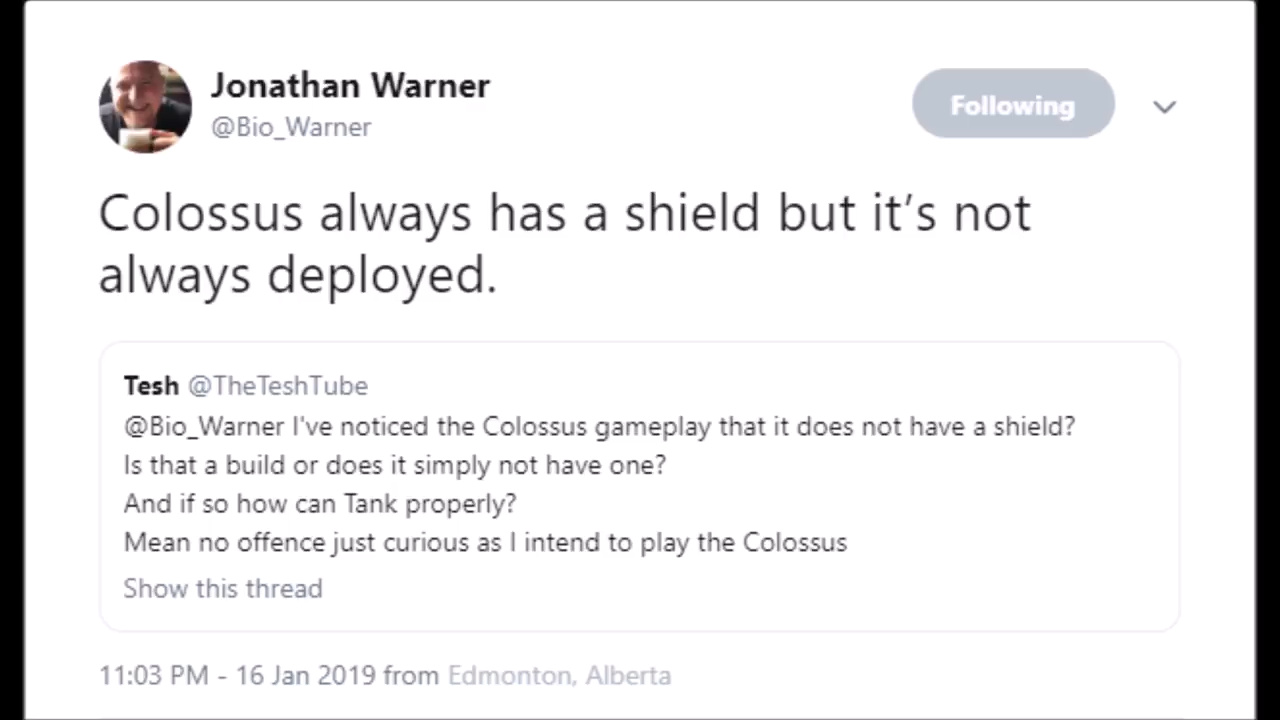 Jonathan Warner
@Bio_Warner
Following
Colossus always has a shield but it’s not
always deployed.
Tesh @TheTeshTube
@Bio_Warner I've noticed the Colossus gameplay that it does not have a shield?
Is that a build or does it simply not have one?
And if so how can Tank properly?
Mean no offence just curious as I intend to play the Colossus
Show this thread
11:03 PM - 16 Jan 2019 from Edmonton, Alberta